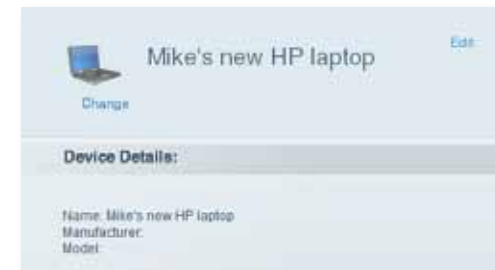 Mike's new HP laptop
Edit
Change
Device Details:
Name: Mike's new HP laptop
Manufacturer:
Model: